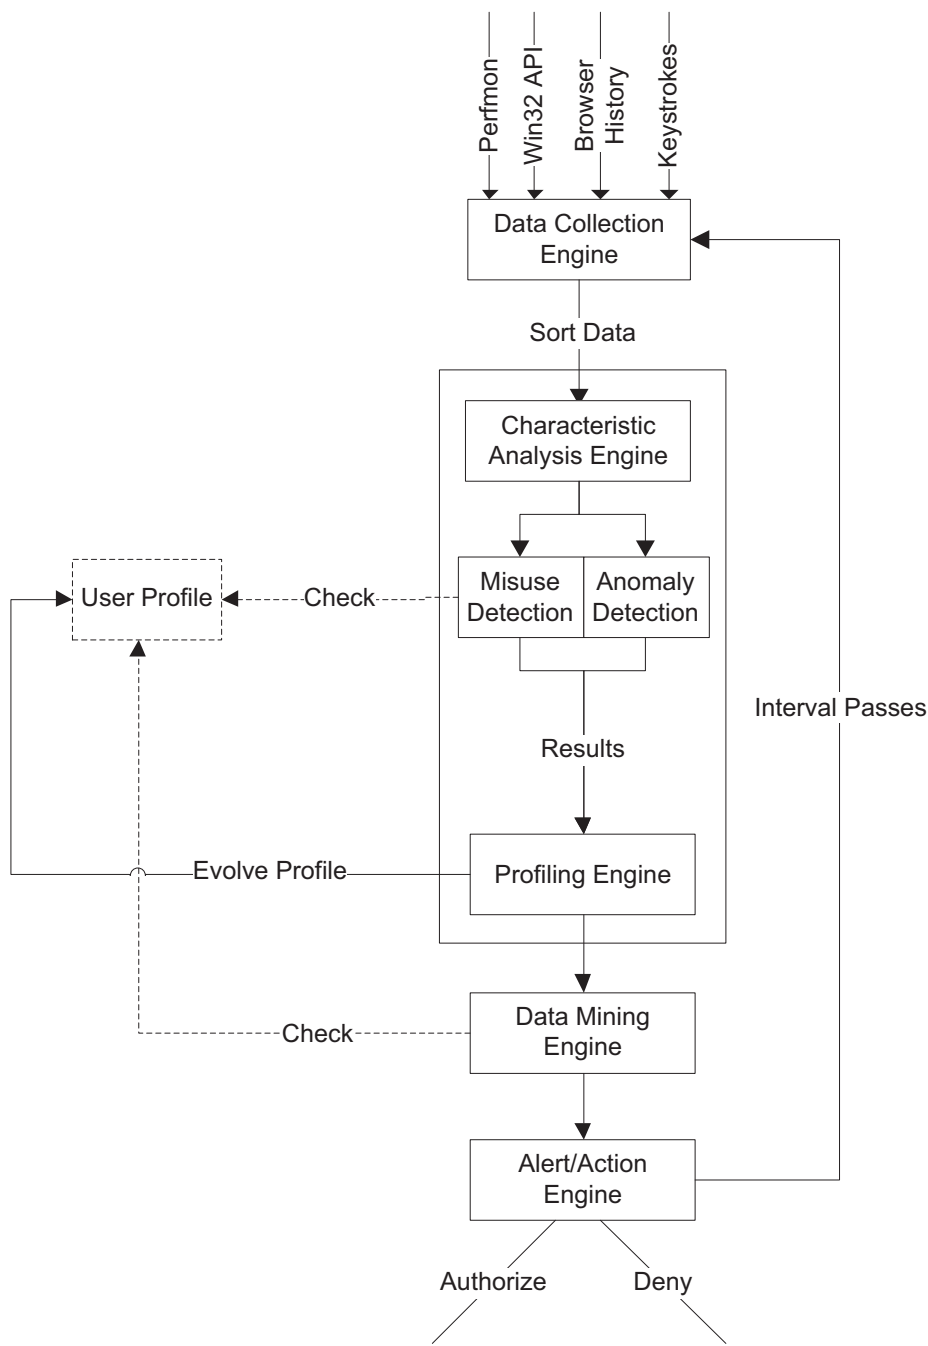 Perfmon
Win32 API
Browser
History
Keystrokes
Data Collection
Engine
Sort Data
Characteristic
Analysis Engine
Misuse
Detection
Anomaly
Detection
User Profile
Check
Interval Passes
Results
Evolve Profile
Profiling Engine
Data Mining
Engine
Check
Alert/Action
Engine
Authorize
Deny